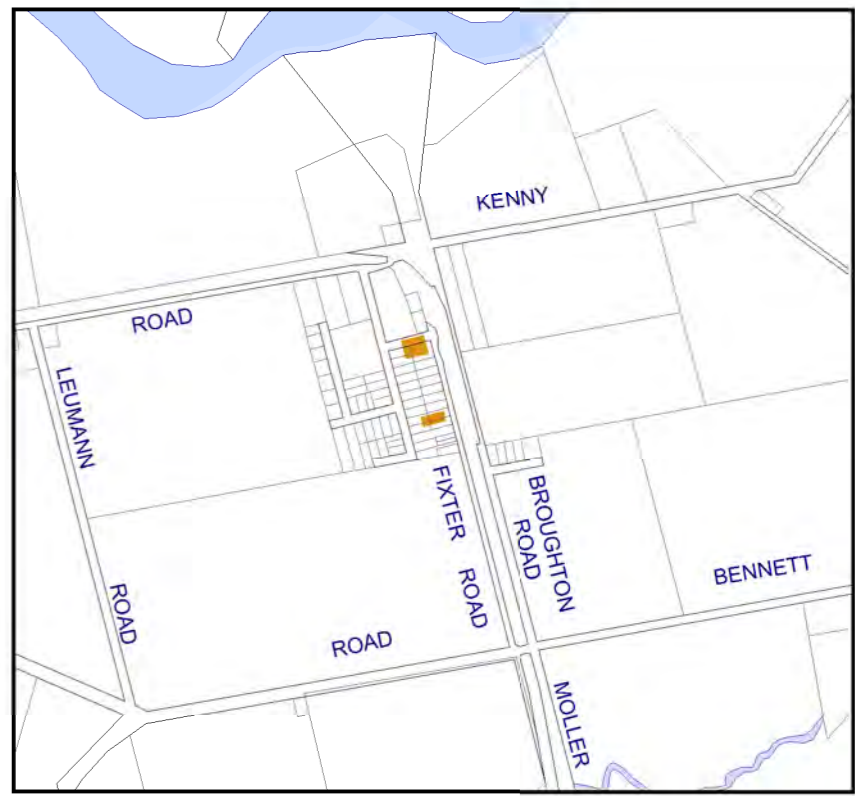 KENNY
ROAD
LEUMANN
ROAD
FIXTER
ROAD
BROUGHTON
ROAD
BENNETT
ROAD
MOLLER